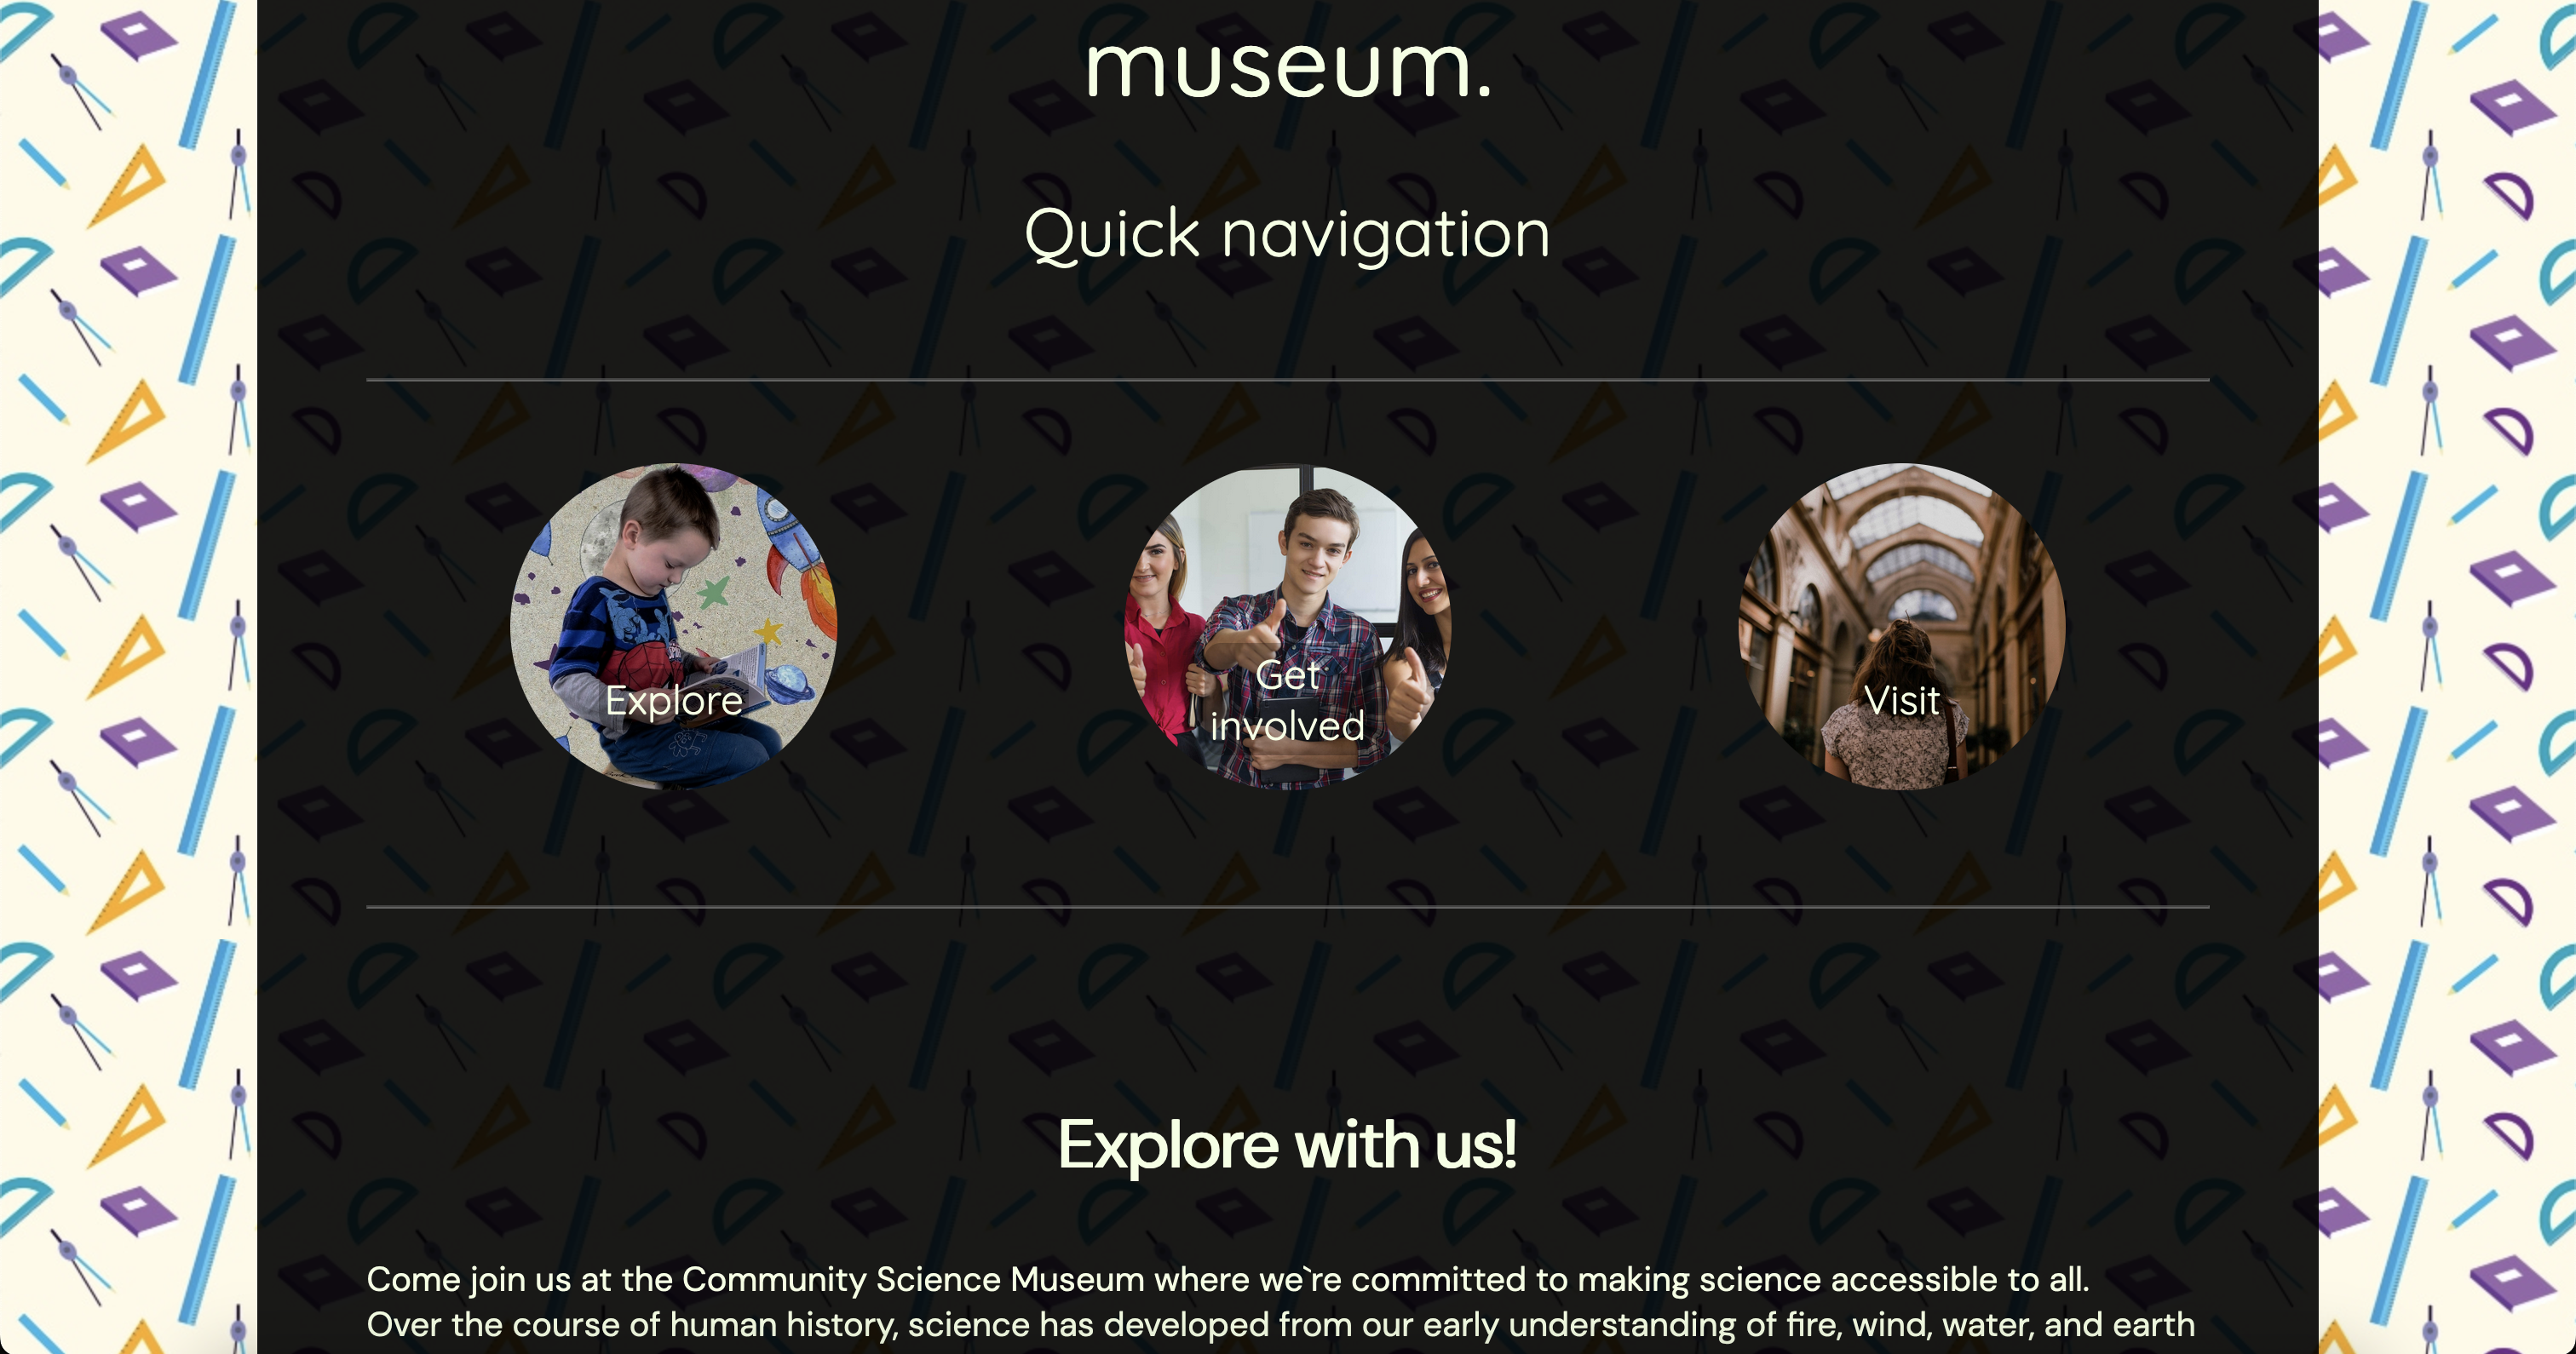 museum.
Quick navigation
Explore
Get
involved
Visit
Explore with us!
Come join us at the Community Science Museum where we`re committed to making science accessible to all.
Over the course of human history, science has developed from our early understanding of fire, wind, water, and earth